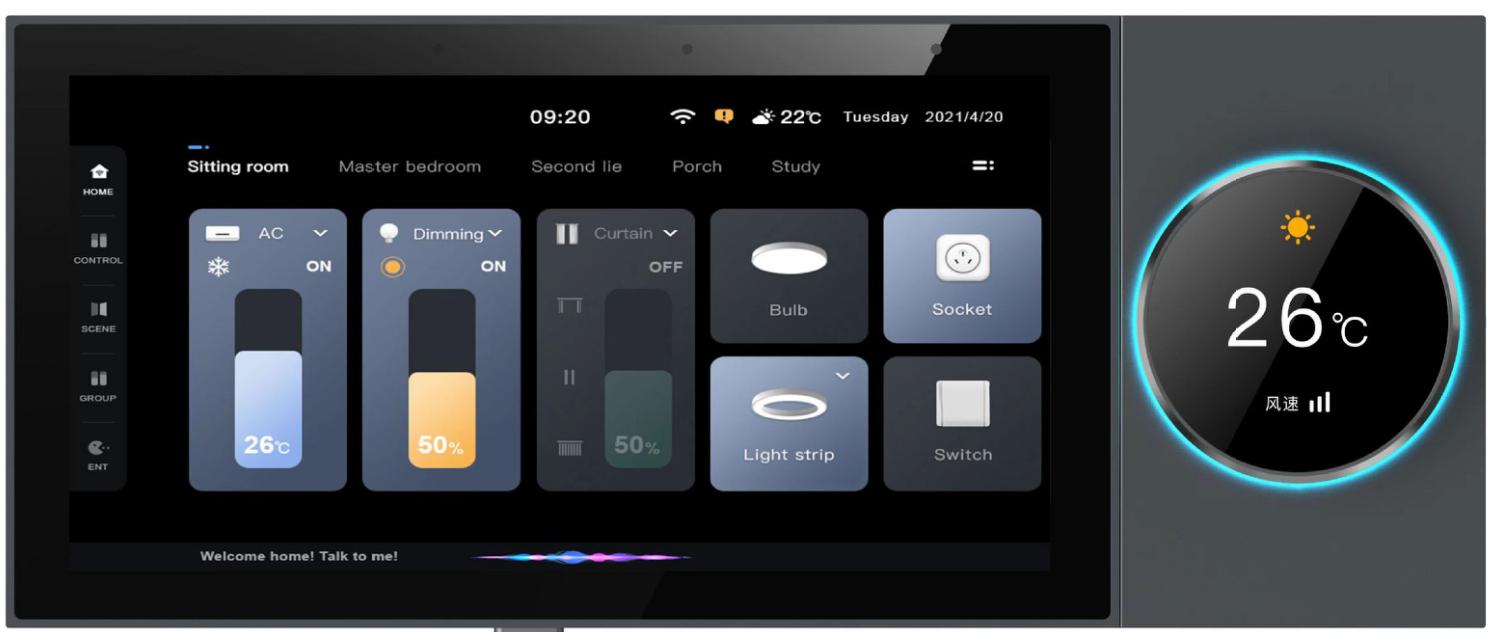 09:20 22℃ Tuesday 2021/4/20
Sitting room Master bedroom Second lie Porch Study
HOME
CONTROL
SCENE
GROUP
ENT
AC
ON
26℃
Dimming
ON
50%
Curtain
OFF
50%
Bulb
Socket
Light strip
Switch
Welcome home! Talk to me!
26℃
风速